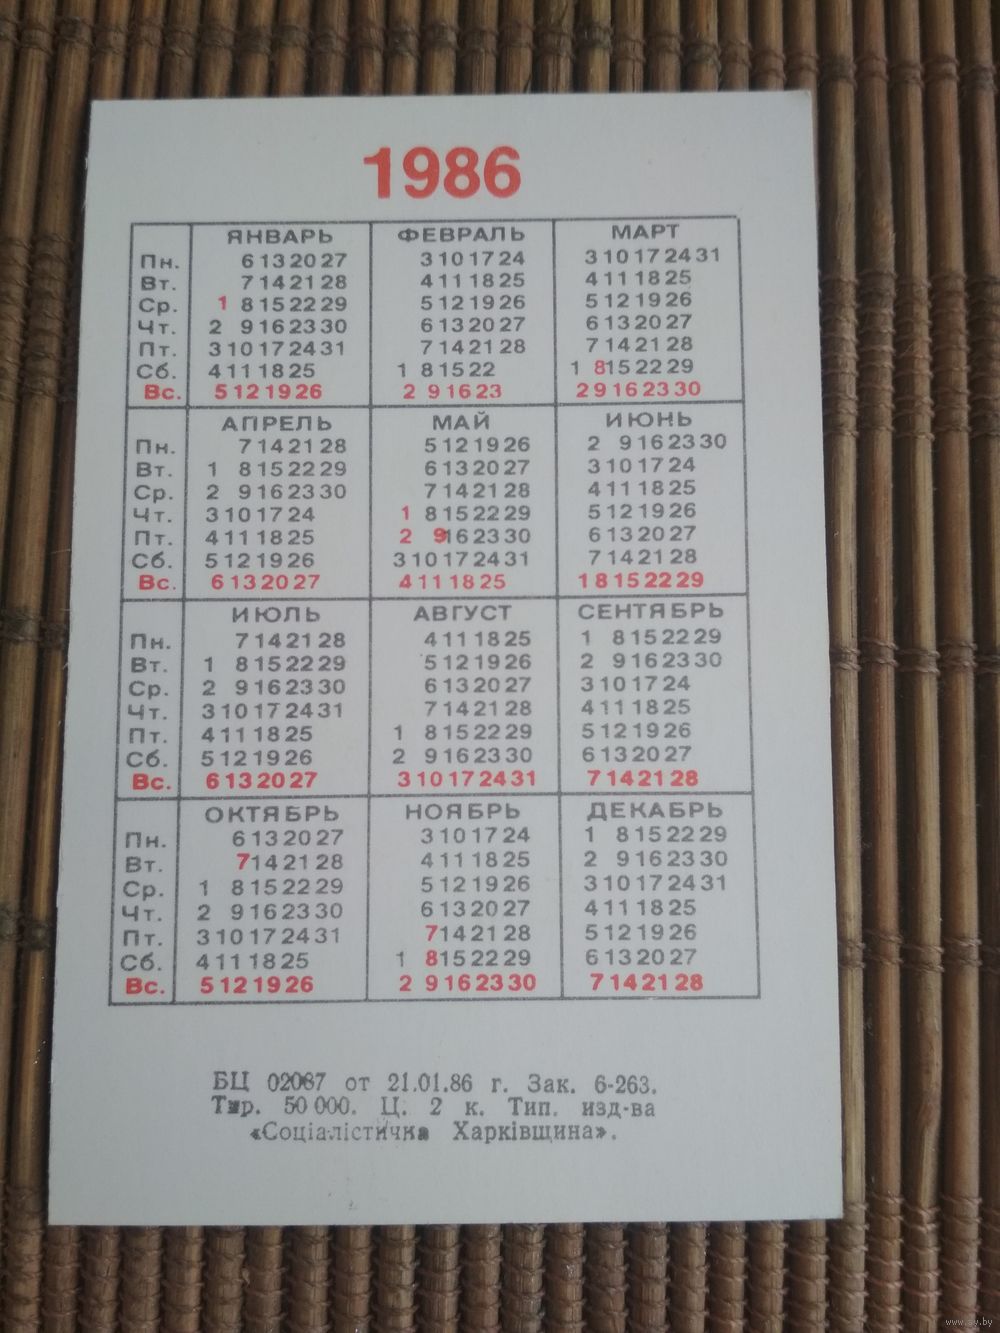 1986
ЯНВАРЬ ФЕВРАЛЬ МАРТ
Пн. 6 13 20 27 3 10 17 24 3 10 17 24 31
Вт. 7 14 21 28 4 11 18 25 4 11 18 25
Ср. 1 8 15 22 29 5 12 19 26 5 12 19 26
Чт. 2 9 16 23 30 6 13 20 27 6 13 20 27
Пт. 3 10 17 24 31 7 14 21 28 7 14 21 28
Сб. 4 11 18 25 1 8 15 22 1 8 15 22 29
Вс. 5 12 19 26 2 9 16 23 2 9 16 23 30
АПРЕЛЬ МАЙ ИЮНЬ
Пн. 7 14 21 28 5 12 19 26 2 9 16 23 30
Вт. 1 8 15 22 29 6 13 20 27 3 10 17 24
Ср. 2 9 16 23 30 7 14 21 28 4 11 18 25
Чт. 3 10 17 24 1 8 15 22 29 5 12 19 26
Пт. 4 11 18 25 2 9 16 23 30 6 13 20 27
Сб. 5 12 19 26 3 10 17 24 31 7 14 21 28
Вс. 6 13 20 27 4 11 18 25 1 8 15 22 29
ИЮЛЬ АВГУСТ СЕНТЯБРЬ
Пн. 7 14 21 28 4 11 18 25 1 8 15 22 29
Вт. 1 8 15 22 29 5 12 19 26 2 9 16 23 30
Ср. 2 9 16 23 30 6 13 20 27 3 10 17 24
Чт. 3 10 17 24 31 7 14 21 28 4 11 18 25
Пт. 4 11 18 25 1 8 15 22 29 5 12 19 26
Сб. 5 12 19 26 2 9 16 23 30 6 13 20 27
Вс. 6 13 20 27 3 10 17 24 31 7 14 21 28
ОКТЯБРЬ НОЯБРЬ ДЕКАБРЬ
Пн. 6 13 20 27 3 10 17 24 1 8 15 22 29
Вт. 7 14 21 28 4 11 18 25 2 9 16 23 30
Ср. 1 8 15 22 29 5 12 19 26 3 10 17 24 31
Чт. 2 9 16 23 30 6 13 20 27 4 11 18 25
Пт. 3 10 17 24 31 7 14 21 28 5 12 19 26
Сб. 4 11 18 25 1 8 15 22 29 6 13 20 27
Вс. 5 12 19 26 2 9 16 23 30 7 14 21 28
БЦ 02067 от 21.01.86 г. Зак. 6-263.
Тир. 50 000. Ц. 2 к. Тип. изд-ва
«Соціалістична Харківщина».
www.ay.by